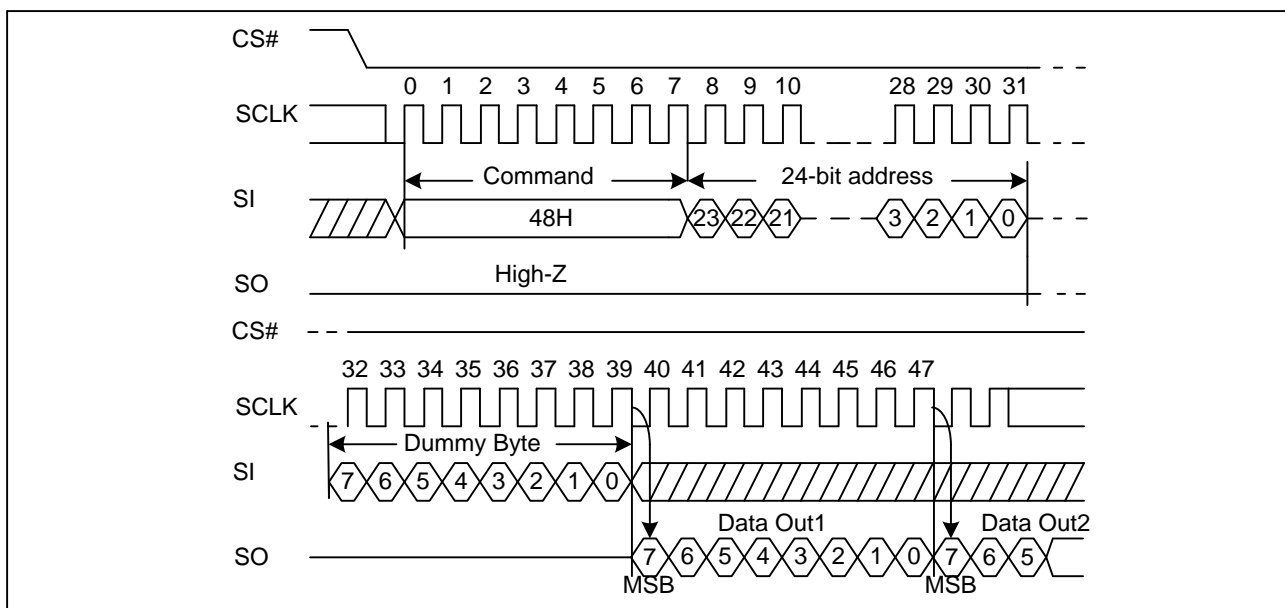 CS#
0 1 2 3 4 5 6 7 8 9 10 28 29 30 31
SCLK
Command 24-bit address
SI
48H 23 22 21 3 2 1 0
High-Z
SO
CS#
32 33 34 35 36 37 38 39 40 41 42 43 44 45 46 47
SCLK
Dummy Byte
SI
7 6 5 4 3 2 1 0
Data Out1 Data Out2
SO
7 6 5 4 3 2 1 0 7 6 5
MSB MSB